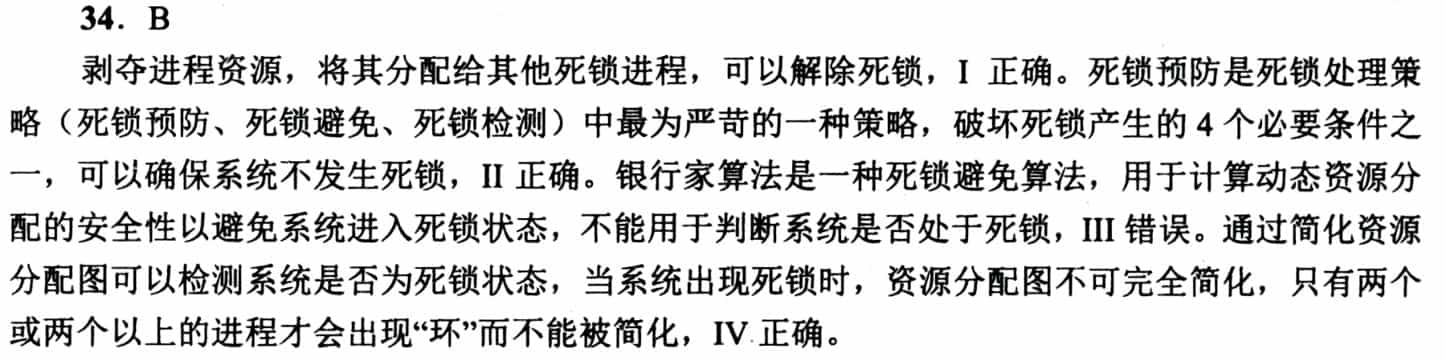 34．B
剥夺进程资源，将其分配给其他死锁进程，可以解除死锁，I 正确。死锁预防是死锁处理策
略（死锁预防、死锁避免、死锁检测）中最为严苛的一种策略，破坏死锁产生的 4 个必要条件之
一，可以确保系统不发生死锁，II 正确。银行家算法是一种死锁避免算法，用于计算动态资源分
配的安全性以避免系统进入死锁状态，不能用于判断系统是否处于死锁，III 错误。通过简化资源
分配图可以检测系统是否为死锁状态，当系统出现死锁时，资源分配图不可完全简化，只有两个
或两个以上的进程才会出现“环”而不能被简化，IV 正确。